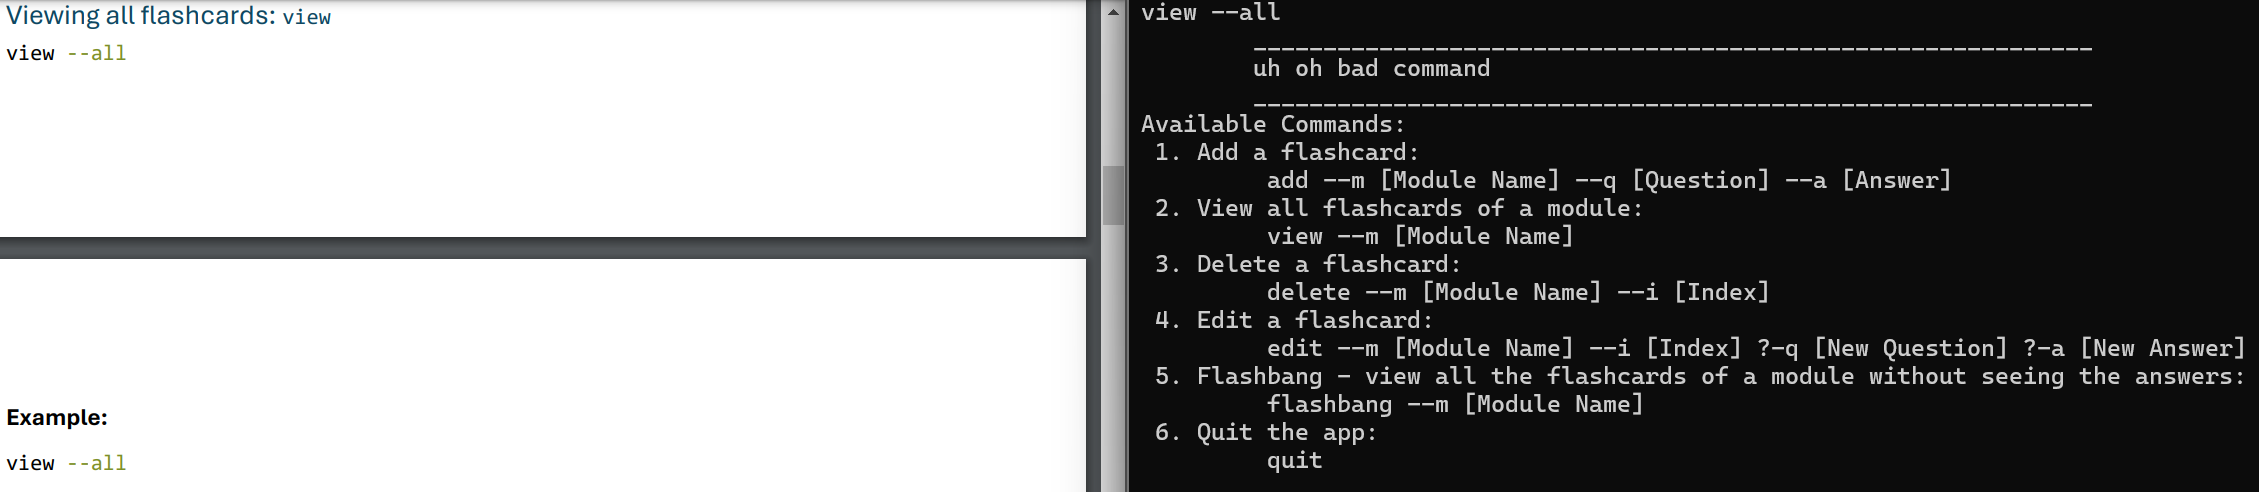 Viewing all flashcards: view
view --all
Example:
view --all
view --all
____________________________________________________________
uh oh bad command
____________________________________________________________
Available Commands:
1. Add a flashcard:
add --m [Module Name] --q [Question] --a [Answer]
2. View all flashcards of a module:
view --m [Module Name]
3. Delete a flashcard:
delete --m [Module Name] --i [Index]
4. Edit a flashcard:
edit --m [Module Name] --i [Index] ?-q [New Question] ?-a [New Answer]
5. Flashbang - view all the flashcards of a module without seeing the answers:
flashbang --m [Module Name]
6. Quit the app:
quit